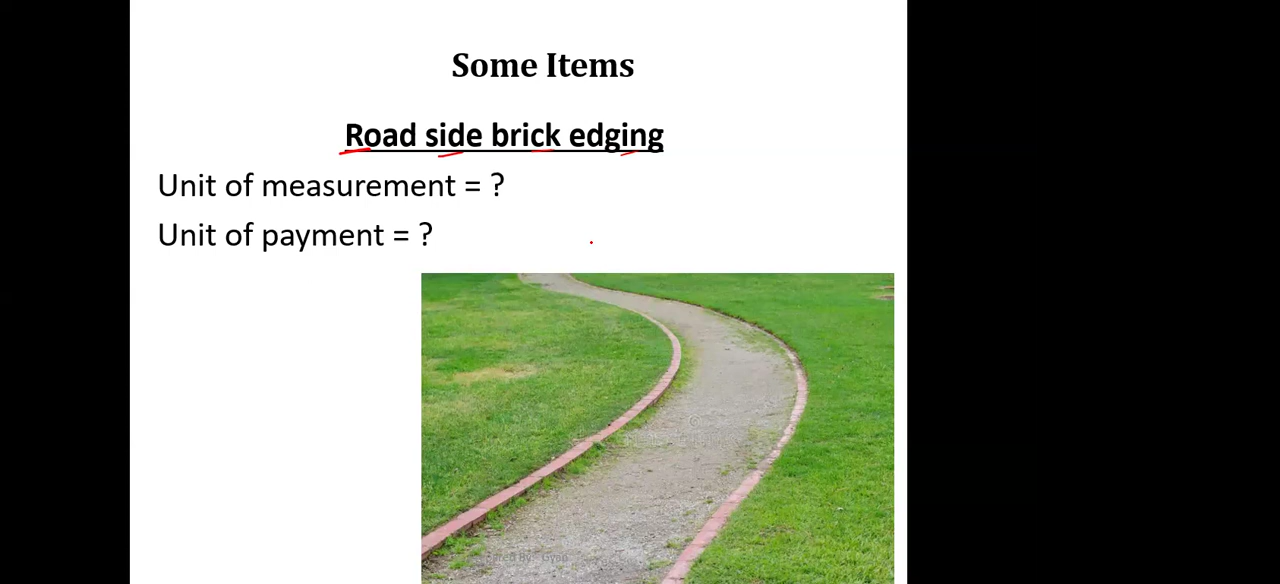 Some Items
Road side brick edging
Unit of measurement = ?
Unit of payment = ?